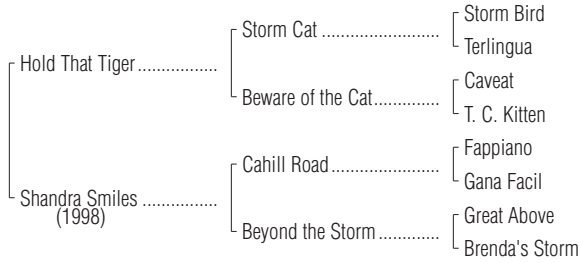 Storm Bird
Storm Cat ..........................
Terlingua
Hold That Tiger.................
Caveat
Beware of the Cat...............
T. C. Kitten
Fappiano
Cahill Road.........................
Gana Facil
Shandra Smiles ................
(1998)
Great Above
Beyond the Storm..............
Brenda's Storm